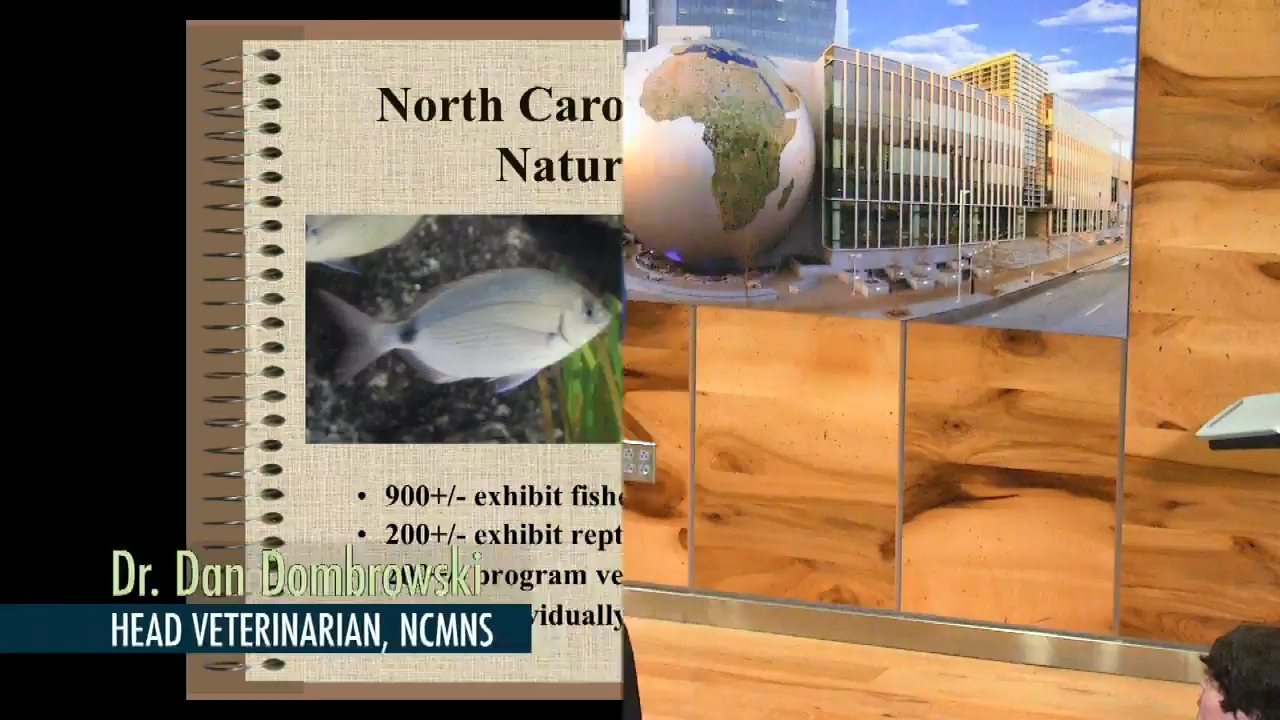 North Caro
Natur
• 900+/- exhibit fishe
• 200+/- exhibit rept
program ve
vidually
Dr. Dan Dombrowski
HEAD VETERINARIAN, NCMNS